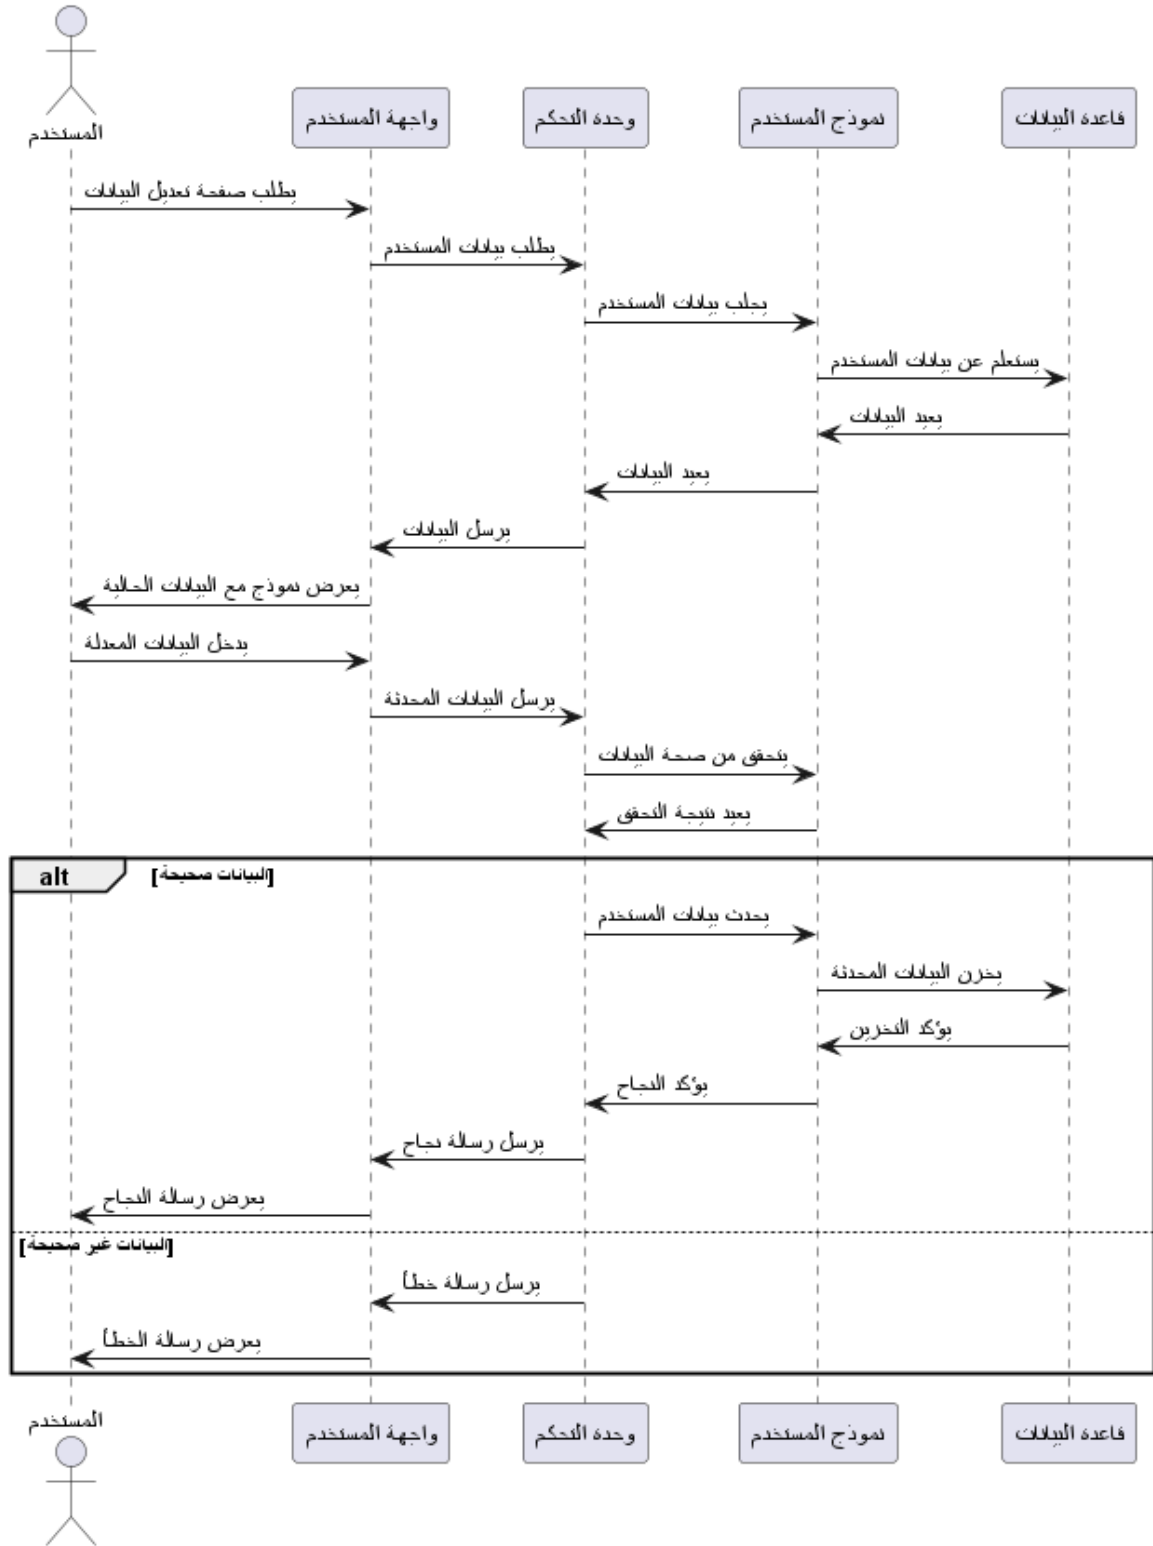 المستخدم
واجهة المستخدم
وحدة التحكم
نموذج المستخدم
قاعدة البيانات
يطلب صفحة تعديل البيانات
يطلب بيانات المستخدم
يجلب بيانات المستخدم
يستعلم عن بيانات المستخدم
يعيد البيانات
يعيد البيانات
يرسل البيانات
يعرض نموذج مع البيانات الحالية
يدخل البيانات المعدلة
يرسل البيانات المحدثة
يتحقق من صحة البيانات
يعيد نتيجة التحقق
alt
[البيانات صحيحة]
يحدث بيانات المستخدم
يخزن البيانات المحدثة
يؤكد التخزين
يؤكد النجاح
يرسل رسالة نجاح
يعرض رسالة النجاح
[البيانات غير صحيحة]
يرسل رسالة خطأ
يعرض رسالة الخطأ
المستخدم
واجهة المستخدم
وحدة التحكم
نموذج المستخدم
قاعدة البيانات